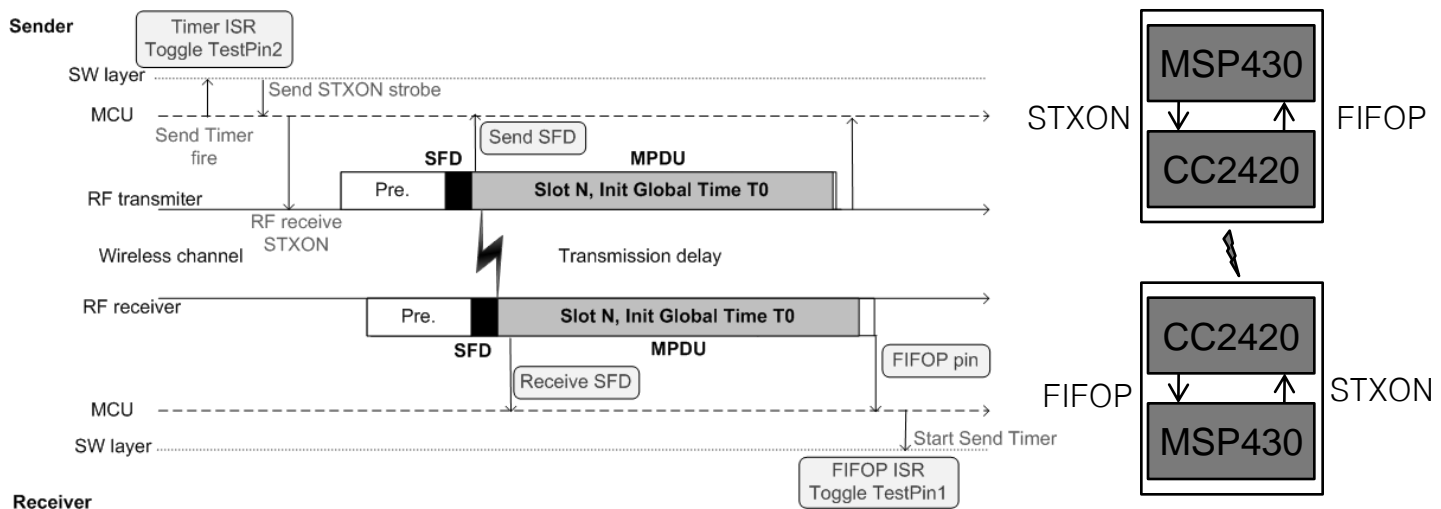 Sender
Timer ISR
Toggle TestPin2
SW layer
Send STXON strobe
MCU
Send Timer
fire
Send SFD
SFD
MPDU
Pre.
Slot N, Init Global Time T0
RF transmiter
RF receive
STXON
Wireless channel
Transmission delay
RF receiver
Pre.
Slot N, Init Global Time T0
SFD
MPDU
FIFOP pin
Receive SFD
MCU
SW layer
Start Send Timer
FIFOP ISR
Toggle TestPin1
Receiver
MSP430
STXON
FIFOP
CC2420
CC2420
FIFOP
STXON
MSP430